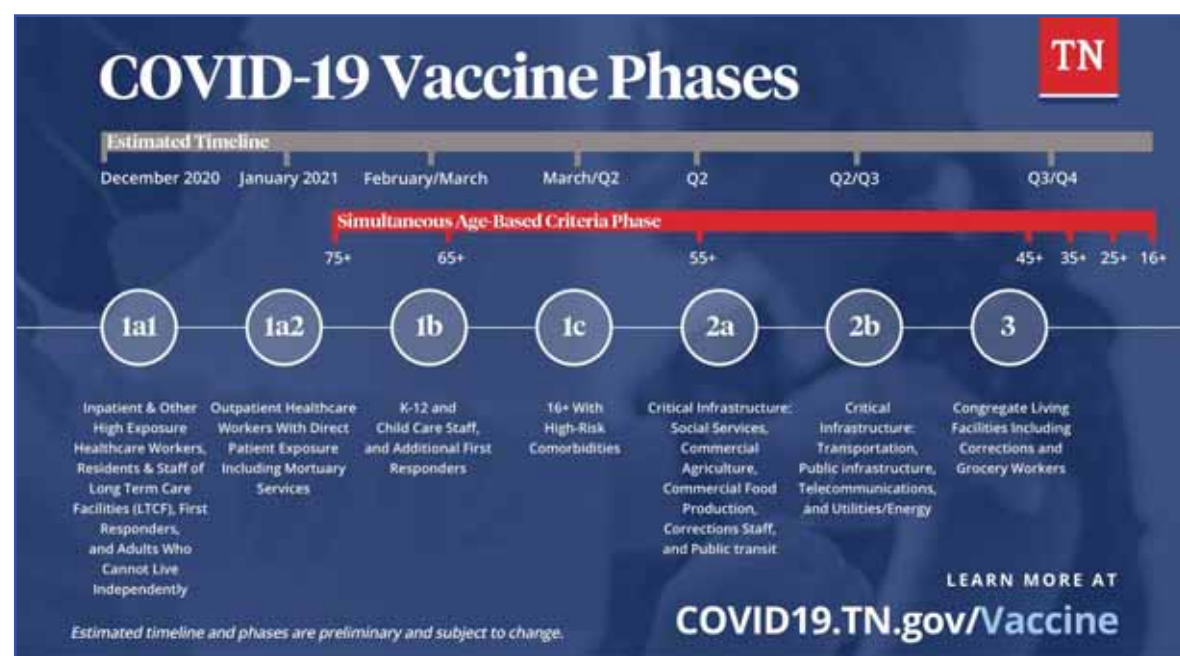 TN
COVID-19 Vaccine Phases
Estimated Timeline
December 2020 January 2021 February/March March/Q2 Q2 Q2/Q3 Q3/Q4
Simultaneous Age-Based Criteria Phase
75+ 65+ 55+ 45+ 35+ 25+ 16+
1a1
Inpatient & Other
High Exposure
Healthcare Workers,
Residents & Staff of
Long Term Care
Facilities (LTCF), First
Responders,
and Adults Who
Cannot Live
Independently
1a2
Outpatient Healthcare
Workers With Direct
Patient Exposure
Including Mortuary
Services
1b
K-12 and
Child Care Staff,
and Additional First
Responders
1c
16+ With
High-Risk
Comorbidities
2a
Critical Infrastructure:
Social Services,
Commercial
Agriculture,
Commercial Food
Production,
Corrections Staff,
and Public transit
2b
Critical
Infrastructure:
Transportation,
Public infrastructure,
Telecommunications,
and Utilities/Energy
3
Congregate Living
Facilities Including
Corrections and
Grocery Workers
Estimated timeline and phases are preliminary and subject to change.
LEARN MORE AT
COVID19.TN.gov/Vaccine